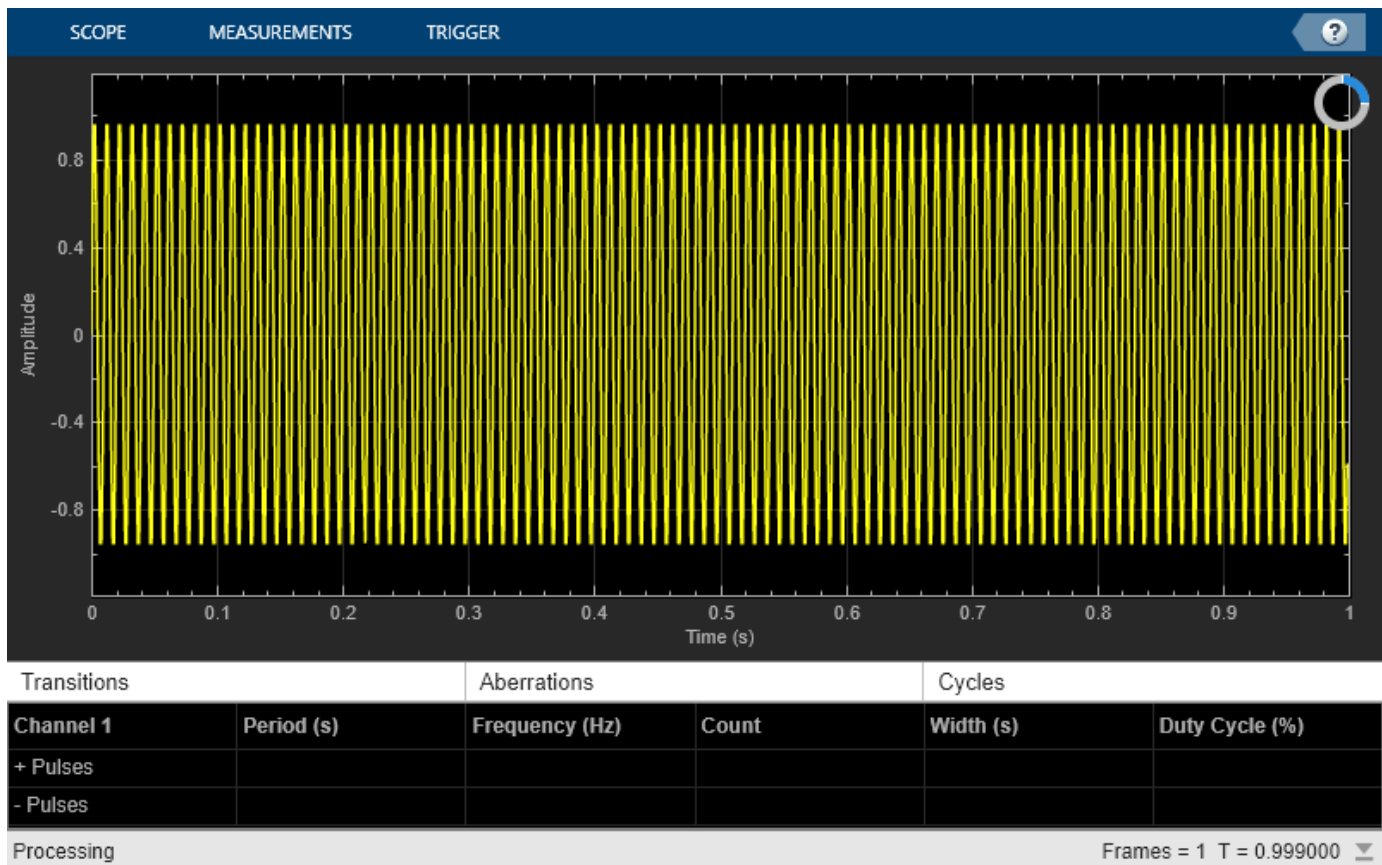 SCOPE MEASUREMENTS TRIGGER ?
0.8
0.4
Amplitude
0
-0.4
-0.8
0 0.1 0.2 0.3 0.4 0.5 0.6 0.7 0.8 0.9 1
Time (s)
Transitions Aberrations Cycles
Channel 1 Period (s) Frequency (Hz) Count Width (s) Duty Cycle (%)
+ Pulses
- Pulses
Processing Frames = 1 T = 0.999000